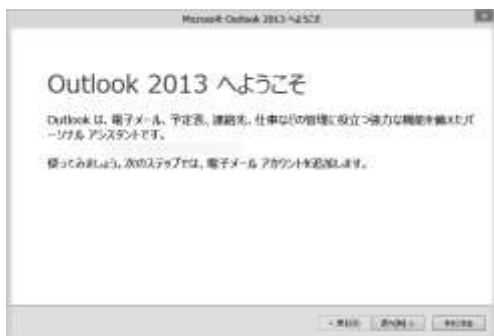 Microsoft Outlook 2013 へようこそ
Outlook 2013 へようこそ
Outlook は、電子メール、予定表、連絡先、仕事などの管理に役立つ強力な機能を備えたパ
ーソナル アシスタントです。
使ってみましょう。次のステップでは、電子メール アカウントを追加します。
< 戻る(B) 次へ(N) > キャンセル